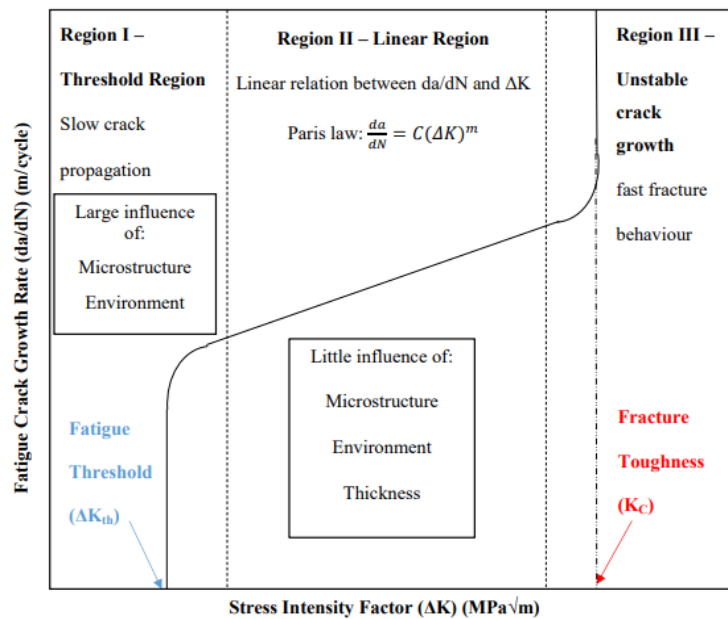 Region I –
Threshold Region
Slow crack
propagation
Large influence
of:
Microstructure
Environment
Fatigue
Threshold
(ΔKth)
Region II – Linear Region
Linear relation between da/dN and ΔK
Paris law: da/dN = C(ΔK)^m
Little influence of:
Microstructure
Environment
Thickness
Region III –
Unstable
crack
growth
fast fracture
behaviour
Fracture
Toughness
(KC)
Fatigue Crack Growth Rate (da/dN) (m/cycle)
Stress Intensity Factor (ΔK) (MPa√m)